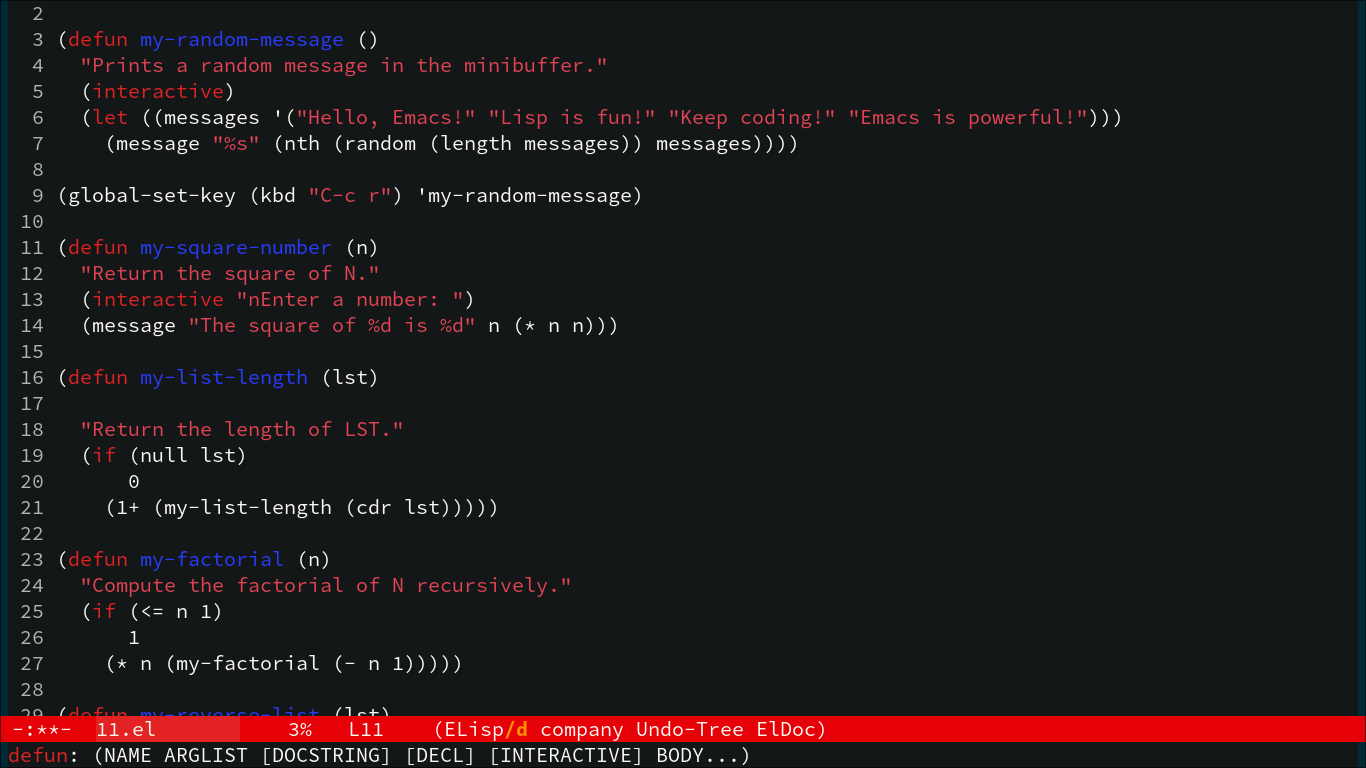 2
3 (defun my-random-message ()
4   "Prints a random message in the minibuffer."
5   (interactive)
6   (let ((messages '("Hello, Emacs!" "Lisp is fun!" "Keep coding!" "Emacs is powerful!")))
7     (message "%s" (nth (random (length messages)) messages))))
8
9 (global-set-key (kbd "C-c r") 'my-random-message)
10
11 (defun my-square-number (n)
12   "Return the square of N."
13   (interactive "nEnter a number: ")
14   (message "The square of %d is %d" n (* n n)))
15
16 (defun my-list-length (lst)
17
18   "Return the length of LST."
19   (if (null lst)
20       0
21     (1+ (my-list-length (cdr lst)))))
22
23 (defun my-factorial (n)
24   "Compute the factorial of N recursively."
25   (if (<= n 1)
26       1
27     (* n (my-factorial (- n 1)))))
28
29 (defun my-reverse-list (lst)
-:**-  11.el           3%   L11    (ELisp/d company Undo-Tree ElDoc)
defun: (NAME ARGLIST [DOCSTRING] [DECL] [INTERACTIVE] BODY...)